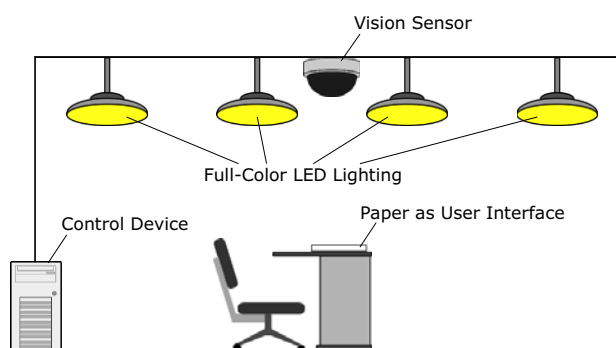 Vision Sensor
Full-Color LED Lighting
Paper as User Interface
Control Device